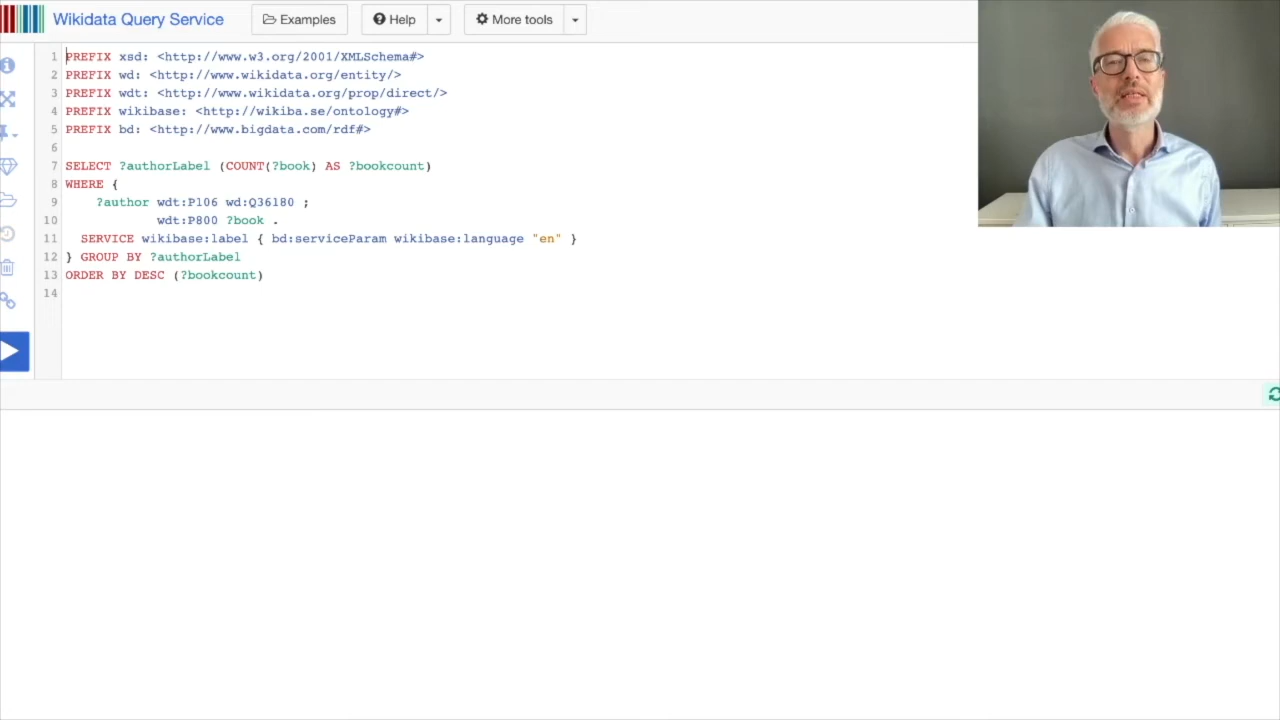 Wikidata Query Service
Examples
Help
More tools
1 PREFIX xsd: <http://www.w3.org/2001/XMLSchema#>
2 PREFIX wd: <http://www.wikidata.org/entity/>
3 PREFIX wdt: <http://www.wikidata.org/prop/direct/>
4 PREFIX wikibase: <http://wikiba.se/ontology#>
5 PREFIX bd: <http://www.bigdata.com/rdf#>
6
7 SELECT ?authorLabel (COUNT(?book) AS ?bookcount)
8 WHERE {
9 ?author wdt:P106 wd:Q36180 ;
10 wdt:P800 ?book .
11 SERVICE wikibase:label { bd:serviceParam wikibase:language "en" }
12 } GROUP BY ?authorLabel
13 ORDER BY DESC (?bookcount)
14